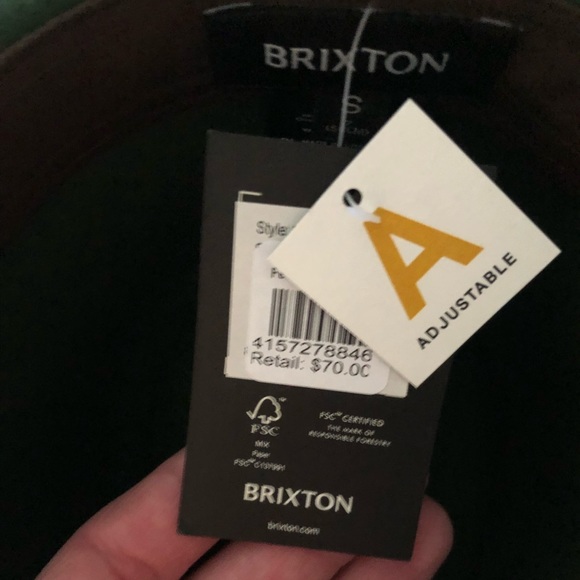 BRIXTON
S
A
ADJUSTABLE
Style
4157278846
Retail: $70.00
FSC
MIX
Paper
FSC™ CERTIFIED
THE MARK OF
RESPONSIBLE FORESTRY
BRIXTON
brixton.com